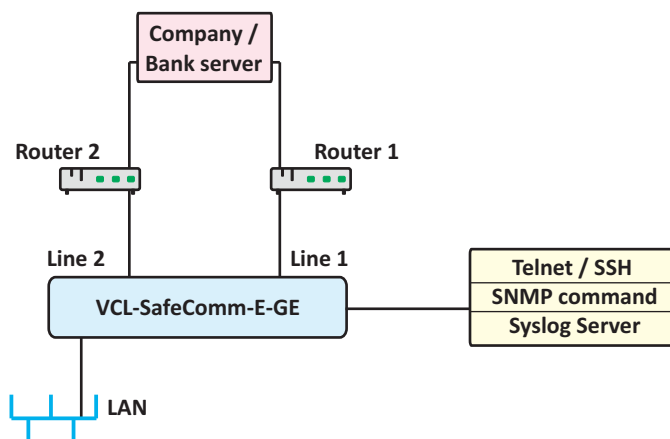 Company /
Bank server
Router 2
Router 1
Line 2
Line 1
VCL-SafeComm-E-GE
Telnet / SSH
SNMP command
Syslog Server
LAN